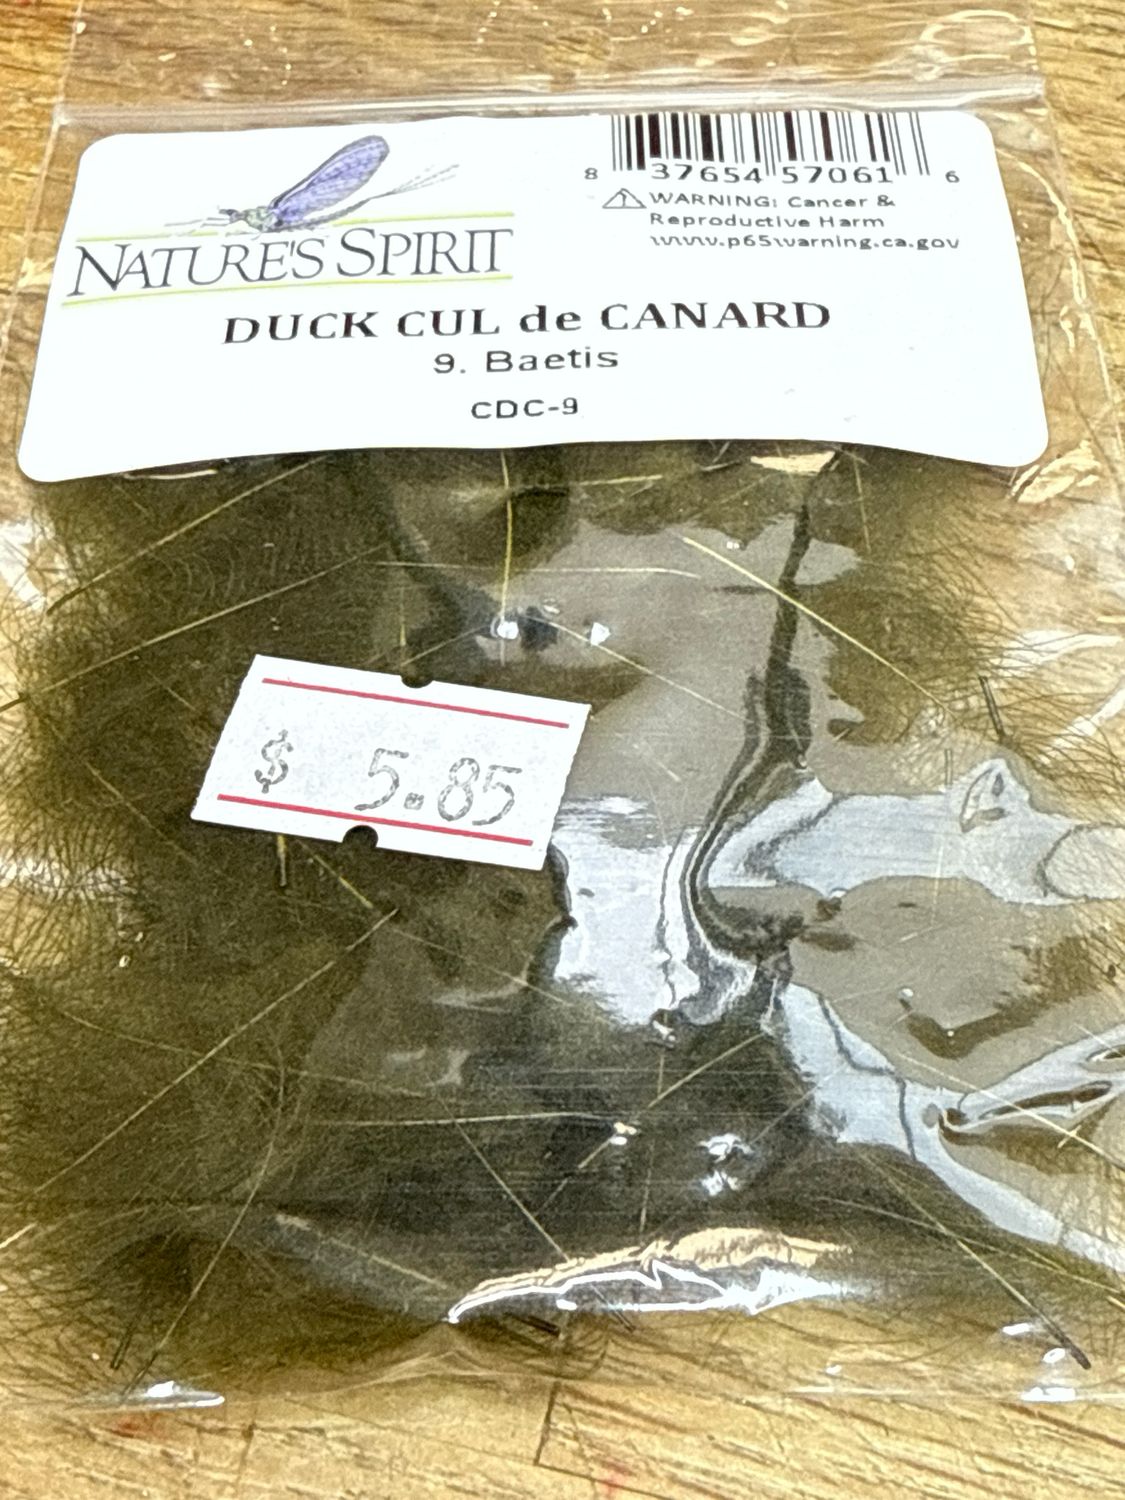 8 37654 57061 6
WARNING: Cancer &
Reproductive Harm
www.p65warning.ca.gov
NATURE'S SPIRIT
DUCK CUL de CANARD
9. Baetis
CDC-9
$ 5.85